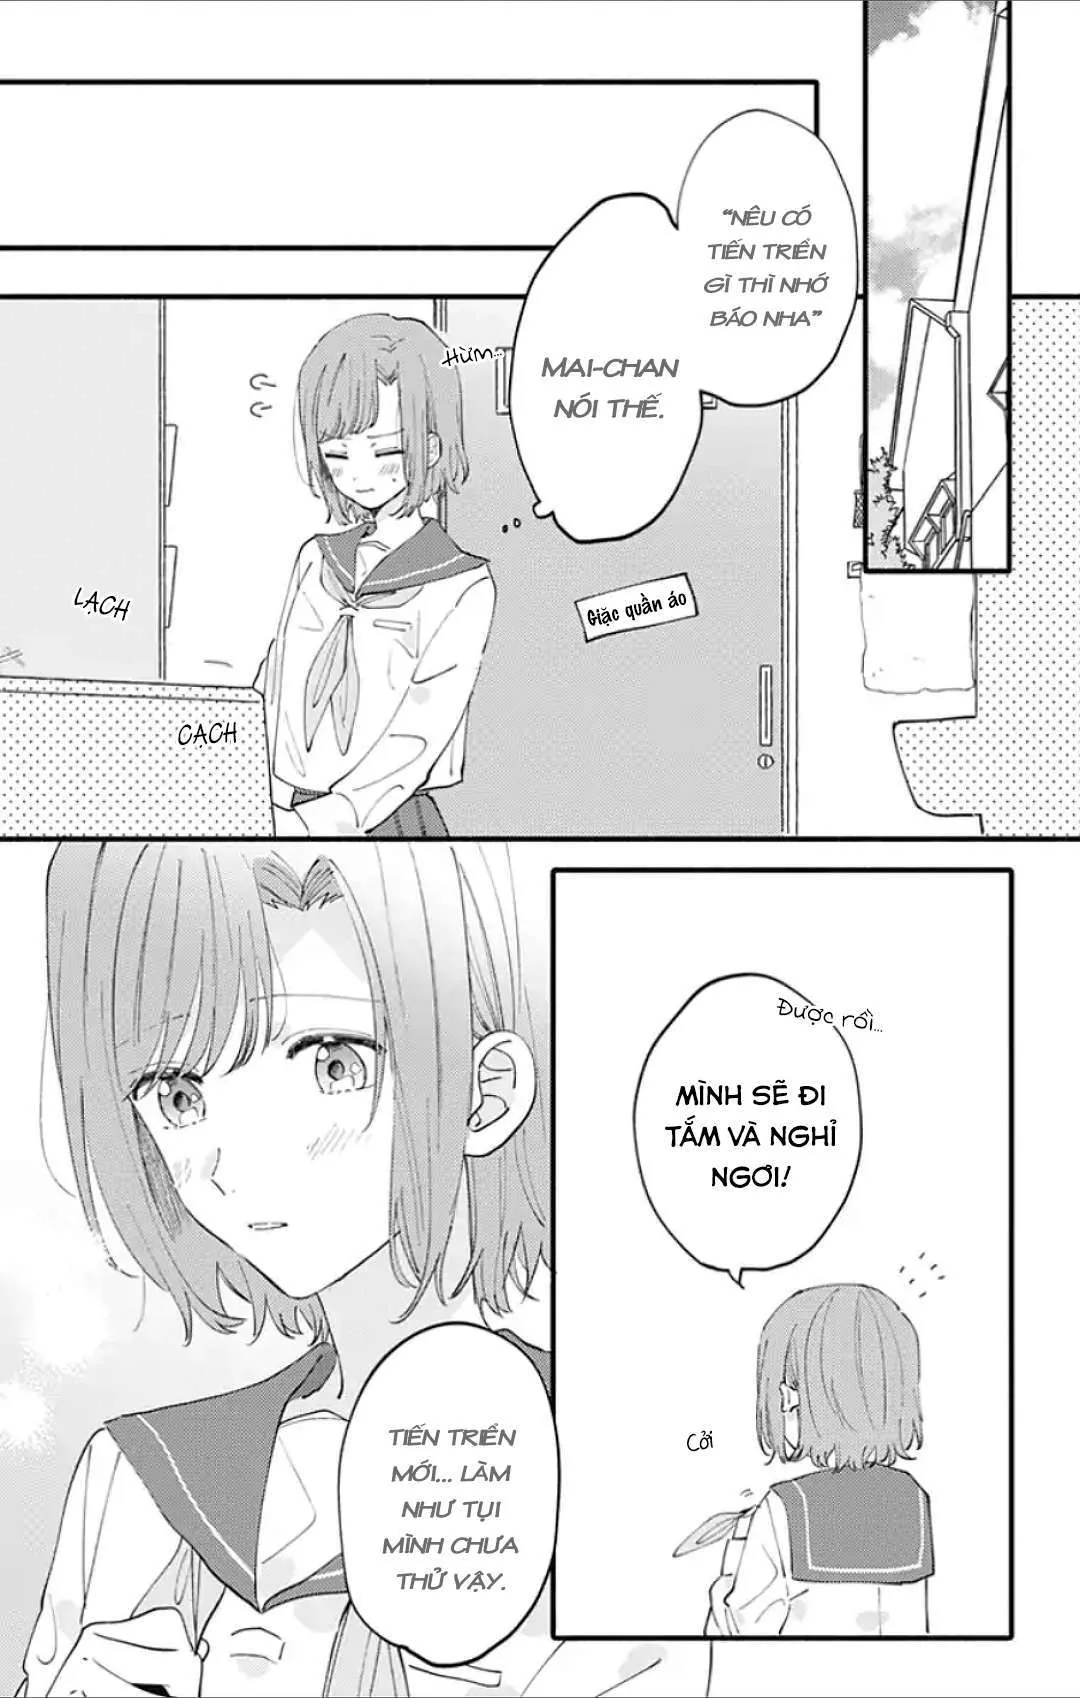 “NÊU CÓ
TIẾN TRIỂN
GÌ THÌ NHỚ
BÁO NHA”
MAI-CHAN
NÓI THẾ.
HỪM...
Giặc quần áo
LẠCH
CẠCH
Được rồi...
MÌNH SẼ ĐI
TẮM VÀ NGHỈ
NGƠI!
Cởi
TIẾN TRIỂN
MỚI... LÀM
NHƯ TỤI
MÌNH CHƯA
THỬ VẬY.